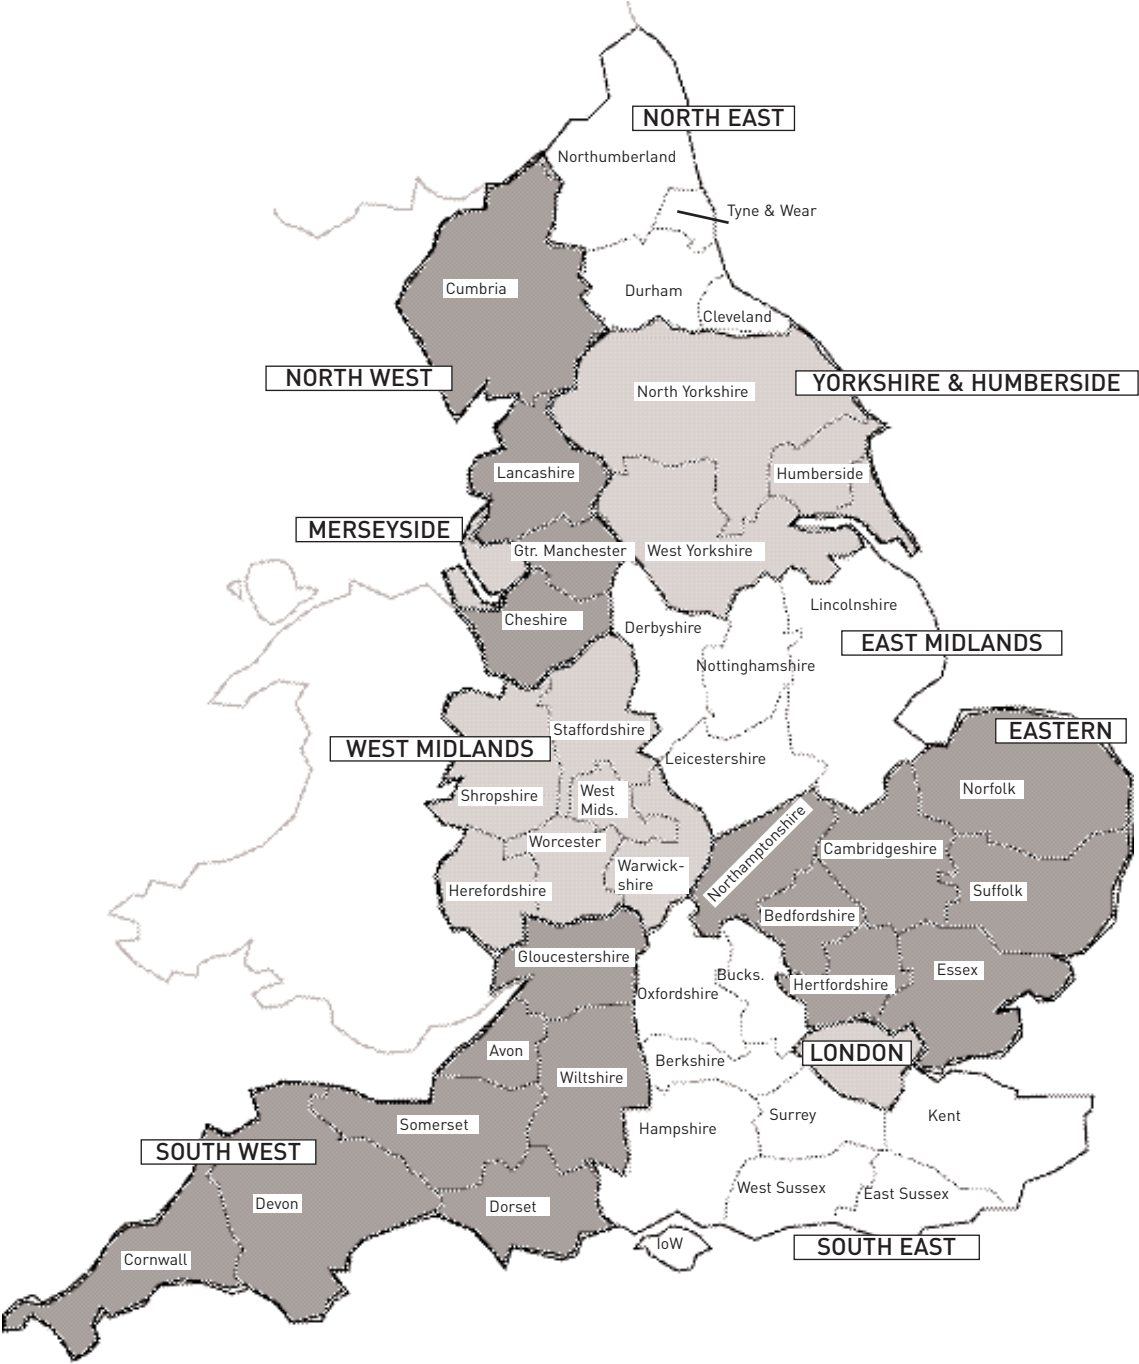 NORTH EAST
Northumberland
Tyne & Wear
Cumbria
Durham
Cleveland
NORTH WEST
YORKSHIRE & HUMBERSIDE
North Yorkshire
Lancashire
Humberside
MERSEYSIDE
Gtr. Manchester
West Yorkshire
Lincolnshire
Cheshire
Derbyshire
EAST MIDLANDS
Nottinghamshire
Staffordshire
EASTERN
WEST MIDLANDS
Leicestershire
Shropshire
West
Mids.
Norfolk
Worcester
Northamptonshire
Cambridgeshire
Warwick-
shire
Herefordshire
Suffolk
Bedfordshire
Gloucestershire
Bucks.
Essex
Oxfordshire
Hertfordshire
Avon
Berkshire
LONDON
Wiltshire
Somerset
Hampshire
Surrey
Kent
SOUTH WEST
West Sussex
East Sussex
Devon
Dorset
IoW
SOUTH EAST
Cornwall